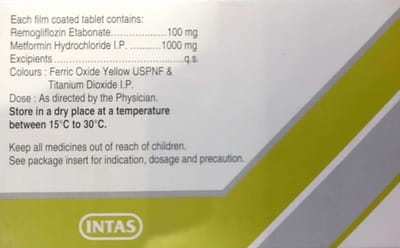 Each film coated tablet contains:
Remogliflozin Etabonate...................100 mg
Metformin Hydrochloride I.P. ..........1000 mg
Excipients ..........................................q.s.
Colours : Ferric Oxide Yellow USPNF &
Titanium Dioxide I.P.
Dose : As directed by the Physician.
Store in a dry place at a temperature
between 15°C to 30°C.
Keep all medicines out of reach of children.
See package insert for indication, dosage and precaution.
INTAS